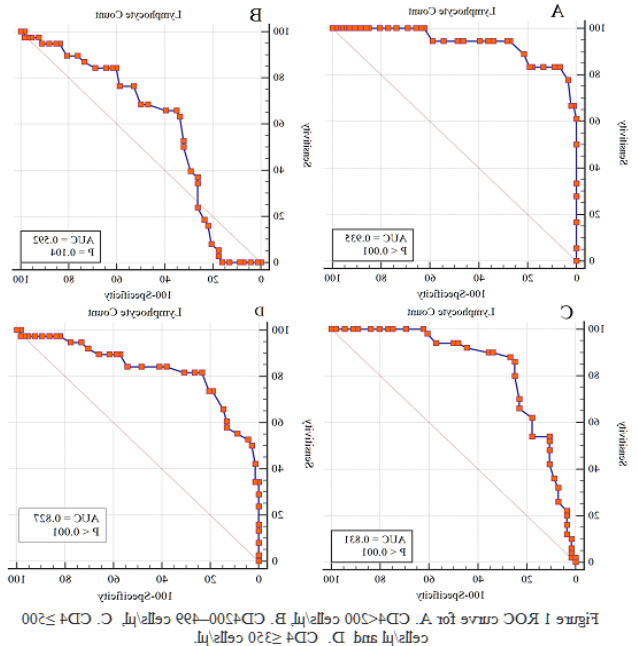 A
Lymphocyte Count
100
80
60
40
20
0
Sensitivity
AUC = 0.935
P < 0.001
0 20 40 60 80 100
100-Specificity
B
Lymphocyte Count
100
80
60
40
20
0
Sensitivity
AUC = 0.592
P = 0.104
0 20 40 60 80 100
100-Specificity
C
Lymphocyte Count
100
80
60
40
20
0
Sensitivity
AUC = 0.831
P < 0.001
0 20 40 60 80 100
100-Specificity
D
Lymphocyte Count
100
80
60
40
20
0
Sensitivity
AUC = 0.827
P < 0.001
0 20 40 60 80 100
100-Specificity
Figure 1 ROC curve for A. CD4<200 cells/µl, B. CD4200–499 cells/µl, C. CD4 ≥500
cells/µl and D. CD4 ≤350 cells/µl.